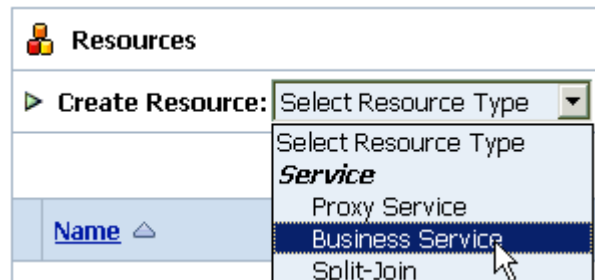 Resources
Create Resource: Select Resource Type
Select Resource Type
Service
Proxy Service
Name
Business Service
Split-Join